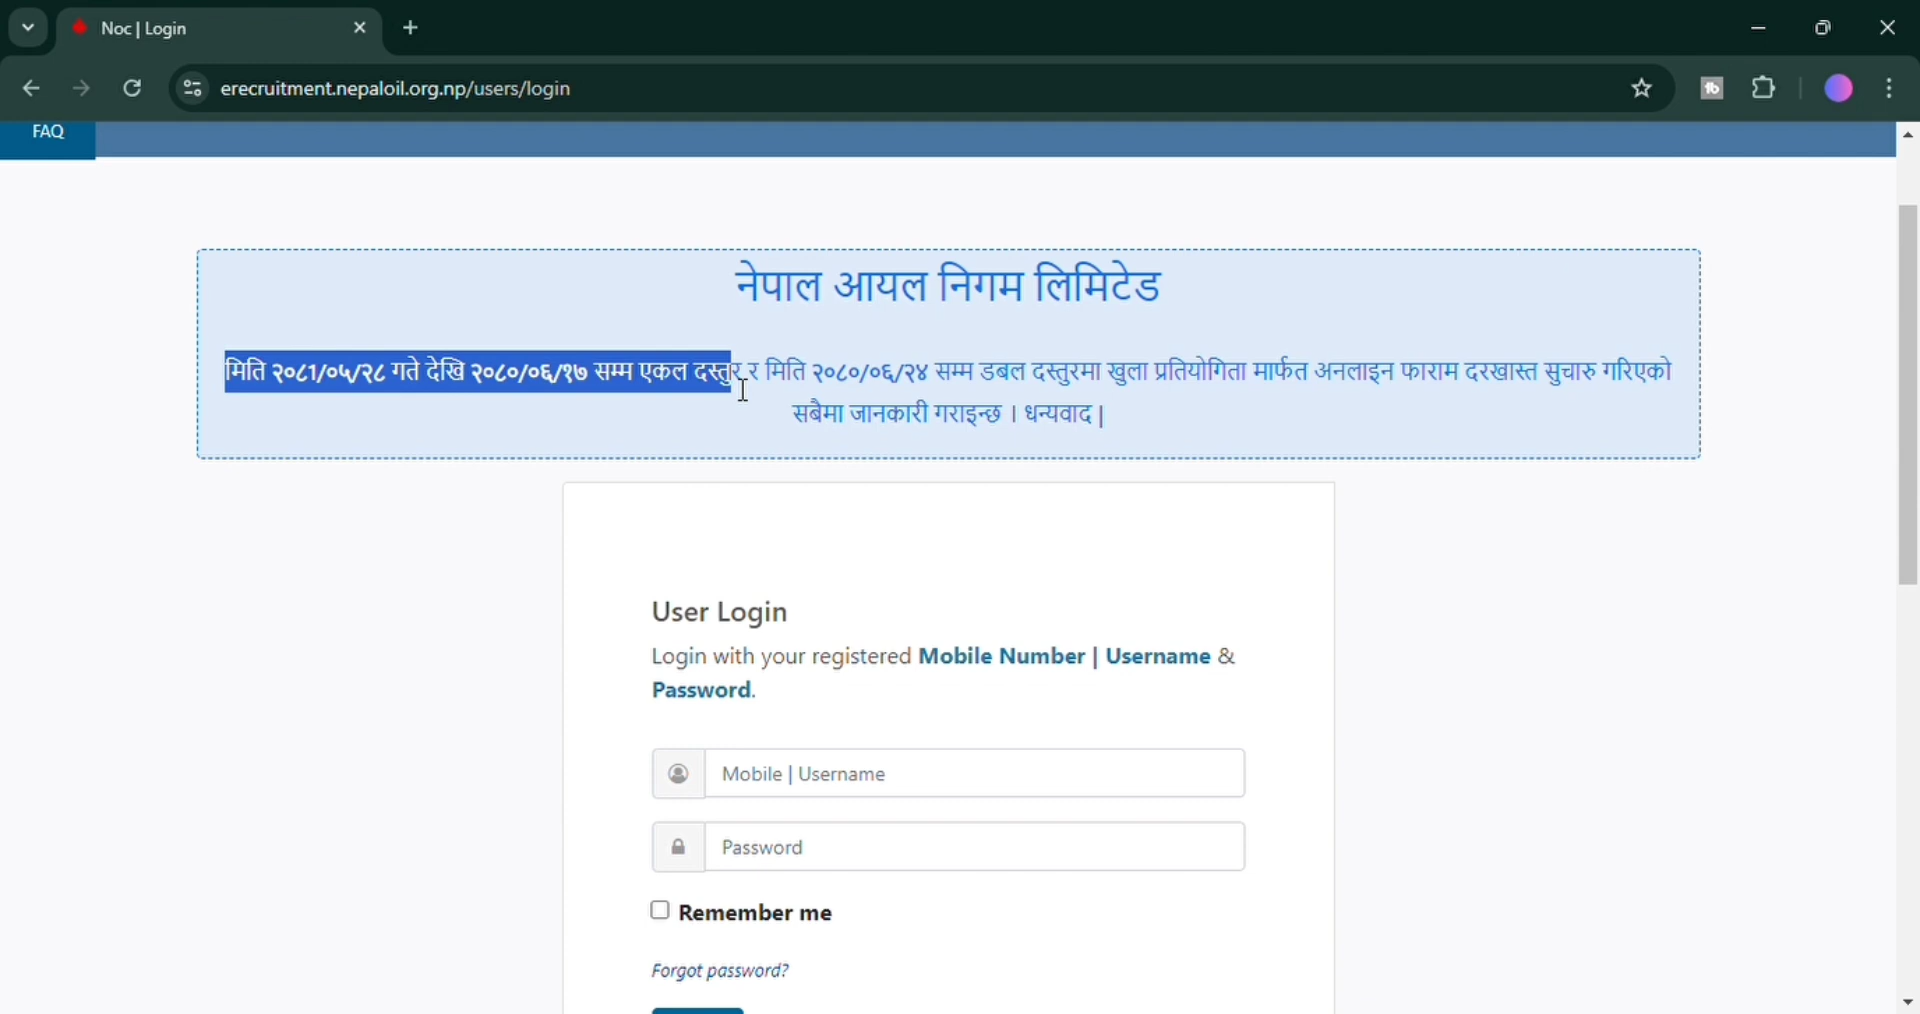 Noc | Login
erecruitment.nepaloil.org.np/users/login
FAQ
नेपाल आयल निगम लिमिटेड
मिति २०८१/०५/२८ गते देखि २०८०/०६/१७ सम्म एकल दस्तुर र मिति २०८०/०६/२४ सम्म डबल दस्तुरमा खुला प्रतियोगिता मार्फत अनलाइन फाराम दरखास्त सुचारु गरिएको
सबैमा जानकारी गराइन्छ । धन्यवाद |
User Login
Login with your registered Mobile Number | Username &
Password.
Mobile | Username
Password
Remember me
Forgot password?